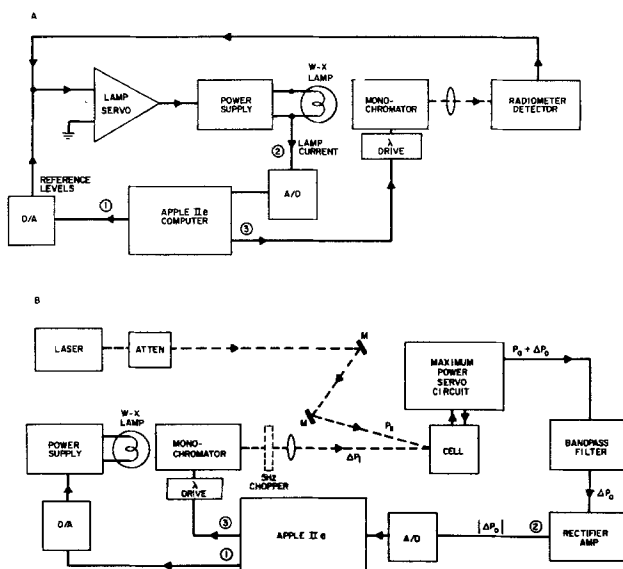 A
LAMP
SERVO
POWER
SUPPLY
W-X
LAMP
MONO-
CHROMATOR
RADIOMETER
DETECTOR
λ
DRIVE
②
LAMP
CURRENT
REFERENCE
LEVELS
D/A
①
APPLE IIe
COMPUTER
A/D
③
B
LASER
ATTEN
M
MAXIMUM
POWER
SERVO
CIRCUIT
P₀ + ΔP₀
M
W-X
LAMP
POWER
SUPPLY
MONO-
CHROMATOR
ΔPᵢ
CELL
BANDPASS
FILTER
λ DRIVE
5HZ
CHOPPER
ΔP₀
D/A
③
①
APPLE IIe
A/D
|ΔP₀|
②
RECTIFIER
AMP